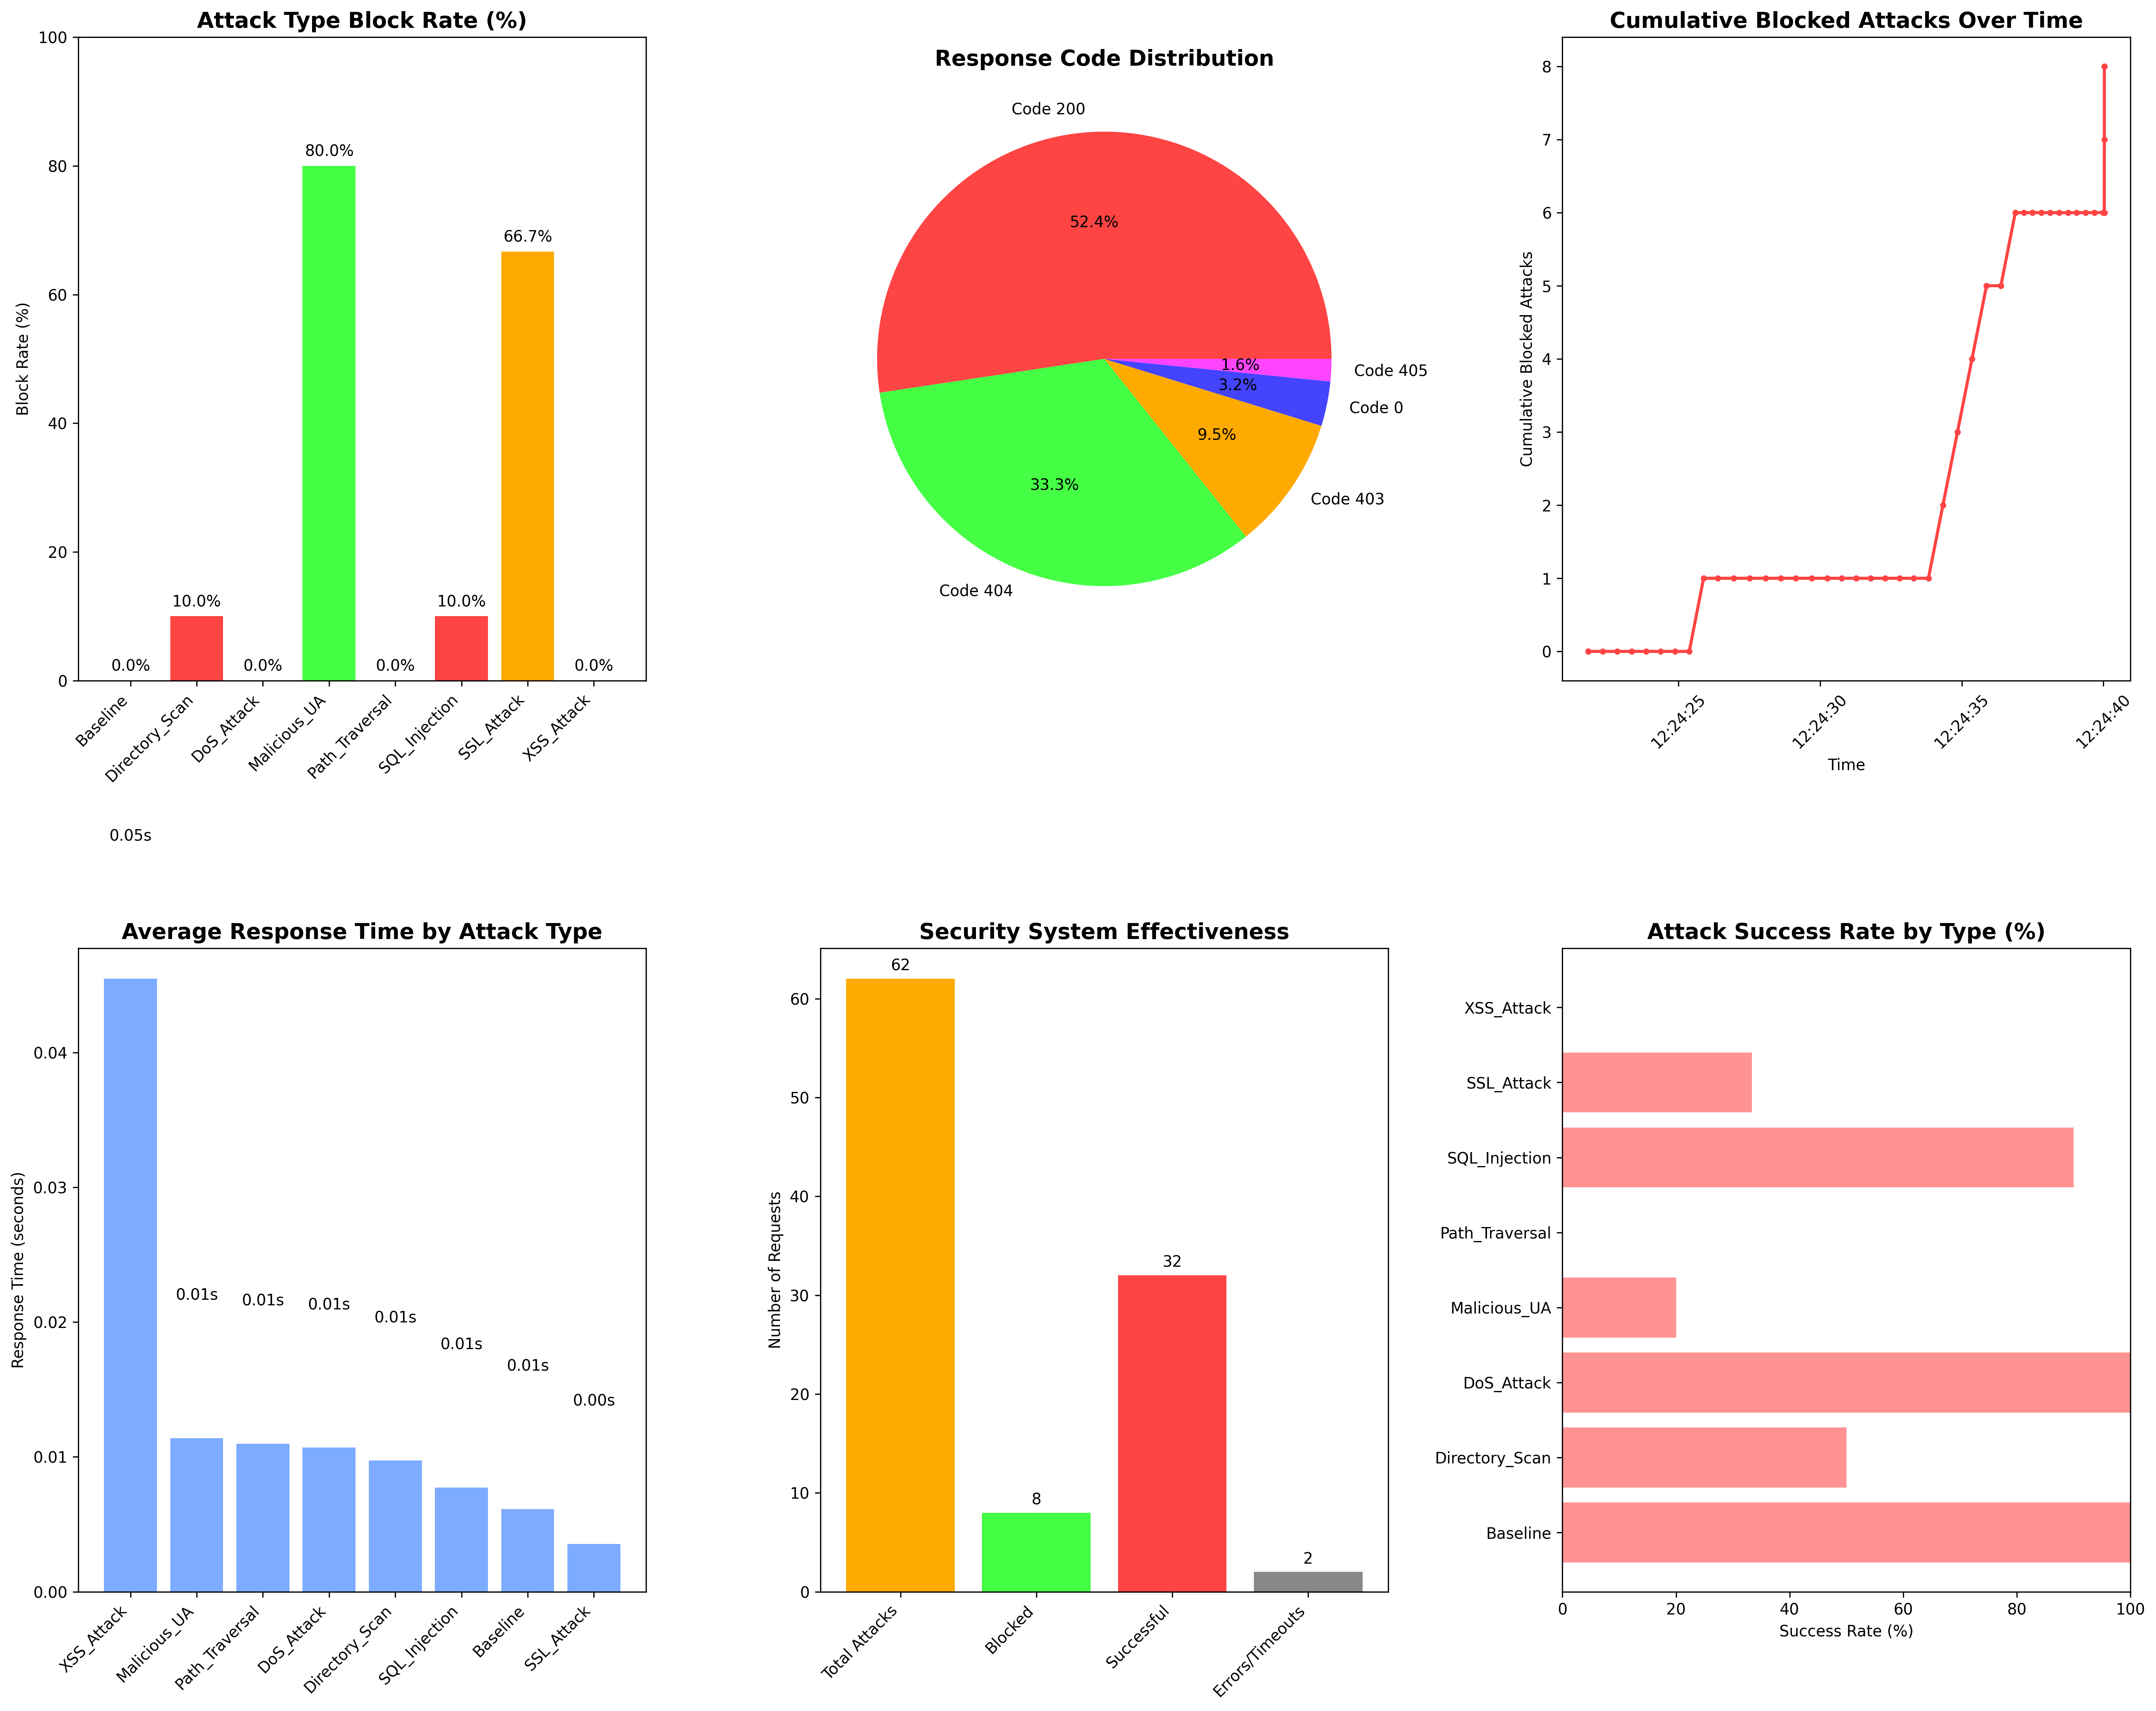 Attack Type Block Rate (%)
Block Rate (%)
100
80
60
40
20
0
0.0%
10.0%
0.0%
80.0%
0.0%
10.0%
66.7%
0.0%
Baseline
Directory_Scan
DoS_Attack
Malicious_UA
Path_Traversal
SQL_Injection
SSL_Attack
XSS_Attack
Response Code Distribution
Code 200
52.4%
Code 404
33.3%
Code 403
9.5%
Code 0
3.2%
Code 405
1.6%
Cumulative Blocked Attacks Over Time
Cumulative Blocked Attacks
8
7
6
5
4
3
2
1
0
12:24:25
12:24:30
12:24:35
12:24:40
Time
0.05s
Average Response Time by Attack Type
Response Time (seconds)
0.04
0.03
0.02
0.01
0.00
0.01s
0.01s
0.01s
0.01s
0.01s
0.01s
0.00s
XSS_Attack
Malicious_UA
Path_Traversal
DoS_Attack
Directory_Scan
SQL_Injection
Baseline
SSL_Attack
Security System Effectiveness
Number of Requests
60
50
40
30
20
10
0
62
8
32
2
Total Attacks
Blocked
Successful
Errors/Timeouts
Attack Success Rate by Type (%)
XSS_Attack
SSL_Attack
SQL_Injection
Path_Traversal
Malicious_UA
DoS_Attack
Directory_Scan
Baseline
0
20
40
60
80
100
Success Rate (%)